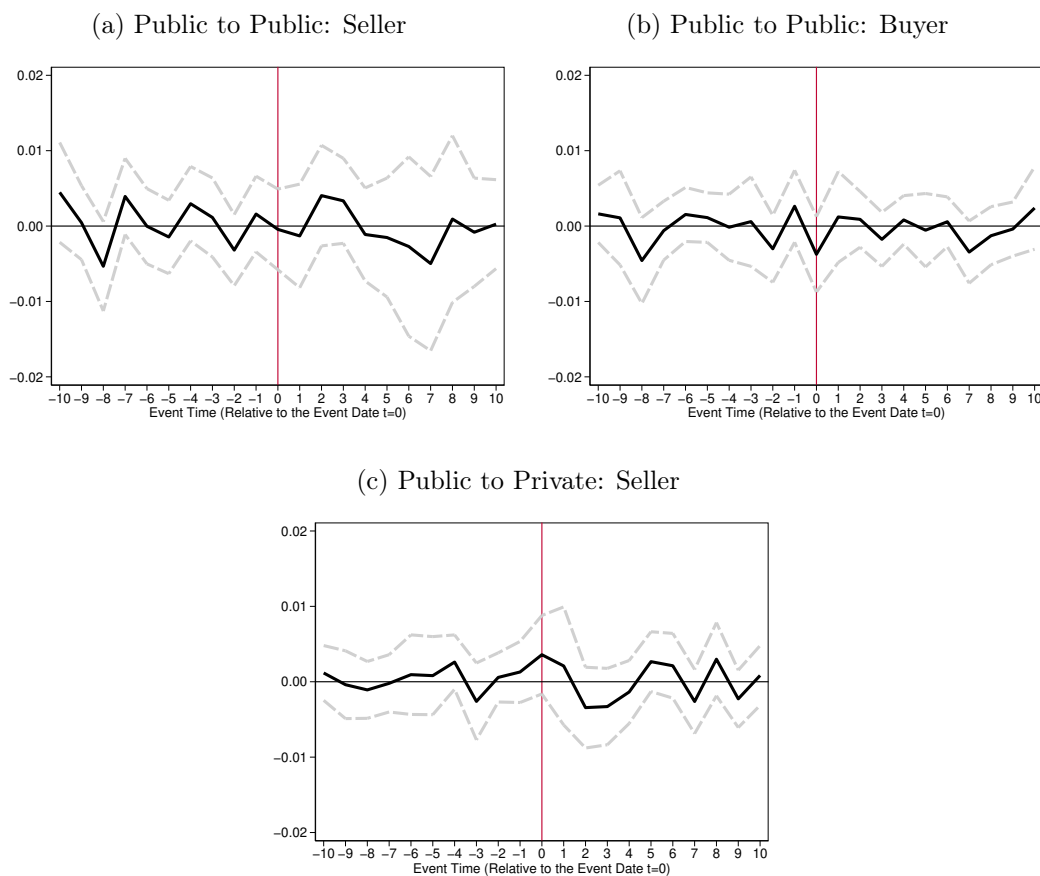 (a) Public to Public: Seller
0.02
0.01
0.00
−0.01
−0.02
−10 −9 −8 −7 −6 −5 −4 −3 −2 −1 0 1 2 3 4 5 6 7 8 9 10
Event Time (Relative to the Event Date t=0)
(b) Public to Public: Buyer
0.02
0.01
0.00
−0.01
−0.02
−10 −9 −8 −7 −6 −5 −4 −3 −2 −1 0 1 2 3 4 5 6 7 8 9 10
Event Time (Relative to the Event Date t=0)
(c) Public to Private: Seller
0.02
0.01
0.00
−0.01
−0.02
−10 −9 −8 −7 −6 −5 −4 −3 −2 −1 0 1 2 3 4 5 6 7 8 9 10
Event Time (Relative to the Event Date t=0)